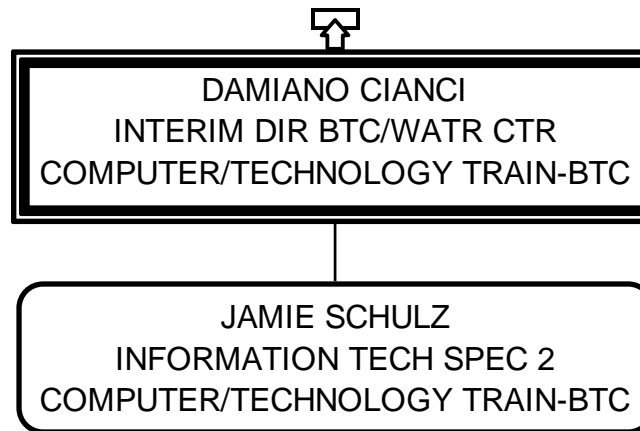 DAMIANO CIANCI
INTERIM DIR BTC/WATR CTR
COMPUTER/TECHNOLOGY TRAIN-BTC
JAMIE SCHULZ
INFORMATION TECH SPEC 2
COMPUTER/TECHNOLOGY TRAIN-BTC